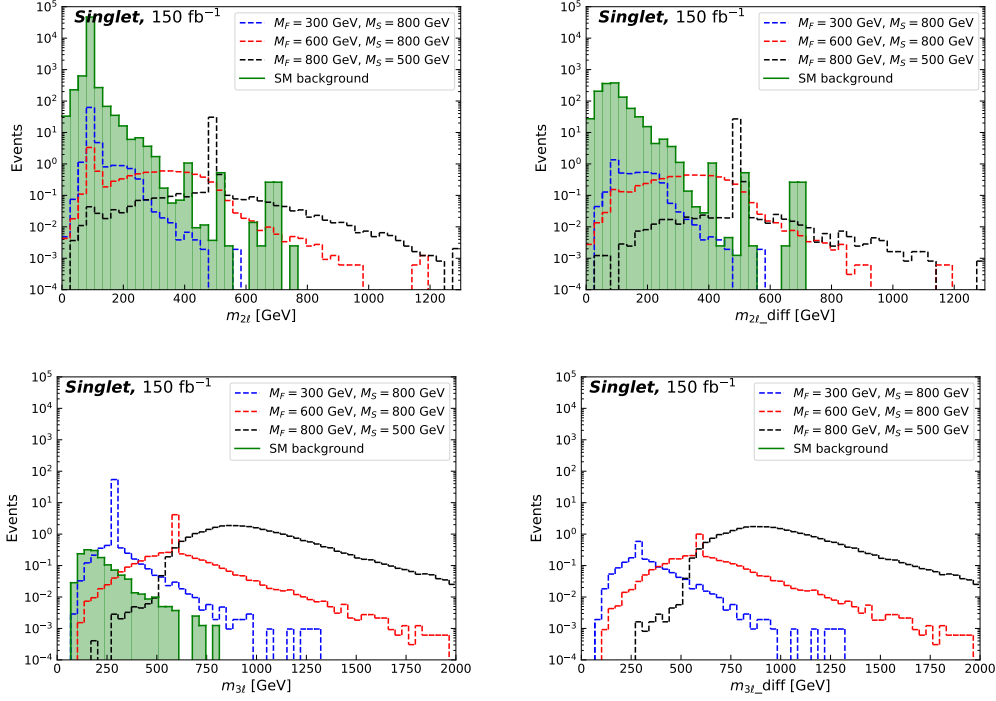 Singlet, 150 fb⁻¹
M_F = 300 GeV, M_S = 800 GeV
M_F = 600 GeV, M_S = 800 GeV
M_F = 800 GeV, M_S = 500 GeV
SM background
Events
10⁵
10⁴
10³
10²
10¹
10⁰
10⁻¹
10⁻²
10⁻³
10⁻⁴
0 200 400 600 800 1000 1200
m_2ℓ [GeV]
Singlet, 150 fb⁻¹
M_F = 300 GeV, M_S = 800 GeV
M_F = 600 GeV, M_S = 800 GeV
M_F = 800 GeV, M_S = 500 GeV
SM background
Events
10⁵
10⁴
10³
10²
10¹
10⁰
10⁻¹
10⁻²
10⁻³
10⁻⁴
0 200 400 600 800 1000 1200
m_2ℓ_diff [GeV]
Singlet, 150 fb⁻¹
M_F = 300 GeV, M_S = 800 GeV
M_F = 600 GeV, M_S = 800 GeV
M_F = 800 GeV, M_S = 500 GeV
SM background
Events
10⁵
10⁴
10³
10²
10¹
10⁰
10⁻¹
10⁻²
10⁻³
10⁻⁴
0 250 500 750 1000 1250 1500 1750 2000
m_3ℓ [GeV]
Singlet, 150 fb⁻¹
M_F = 300 GeV, M_S = 800 GeV
M_F = 600 GeV, M_S = 800 GeV
M_F = 800 GeV, M_S = 500 GeV
SM background
Events
10⁵
10⁴
10³
10²
10¹
10⁰
10⁻¹
10⁻²
10⁻³
10⁻⁴
0 250 500 750 1000 1250 1500 1750 2000
m_3ℓ_diff [GeV]